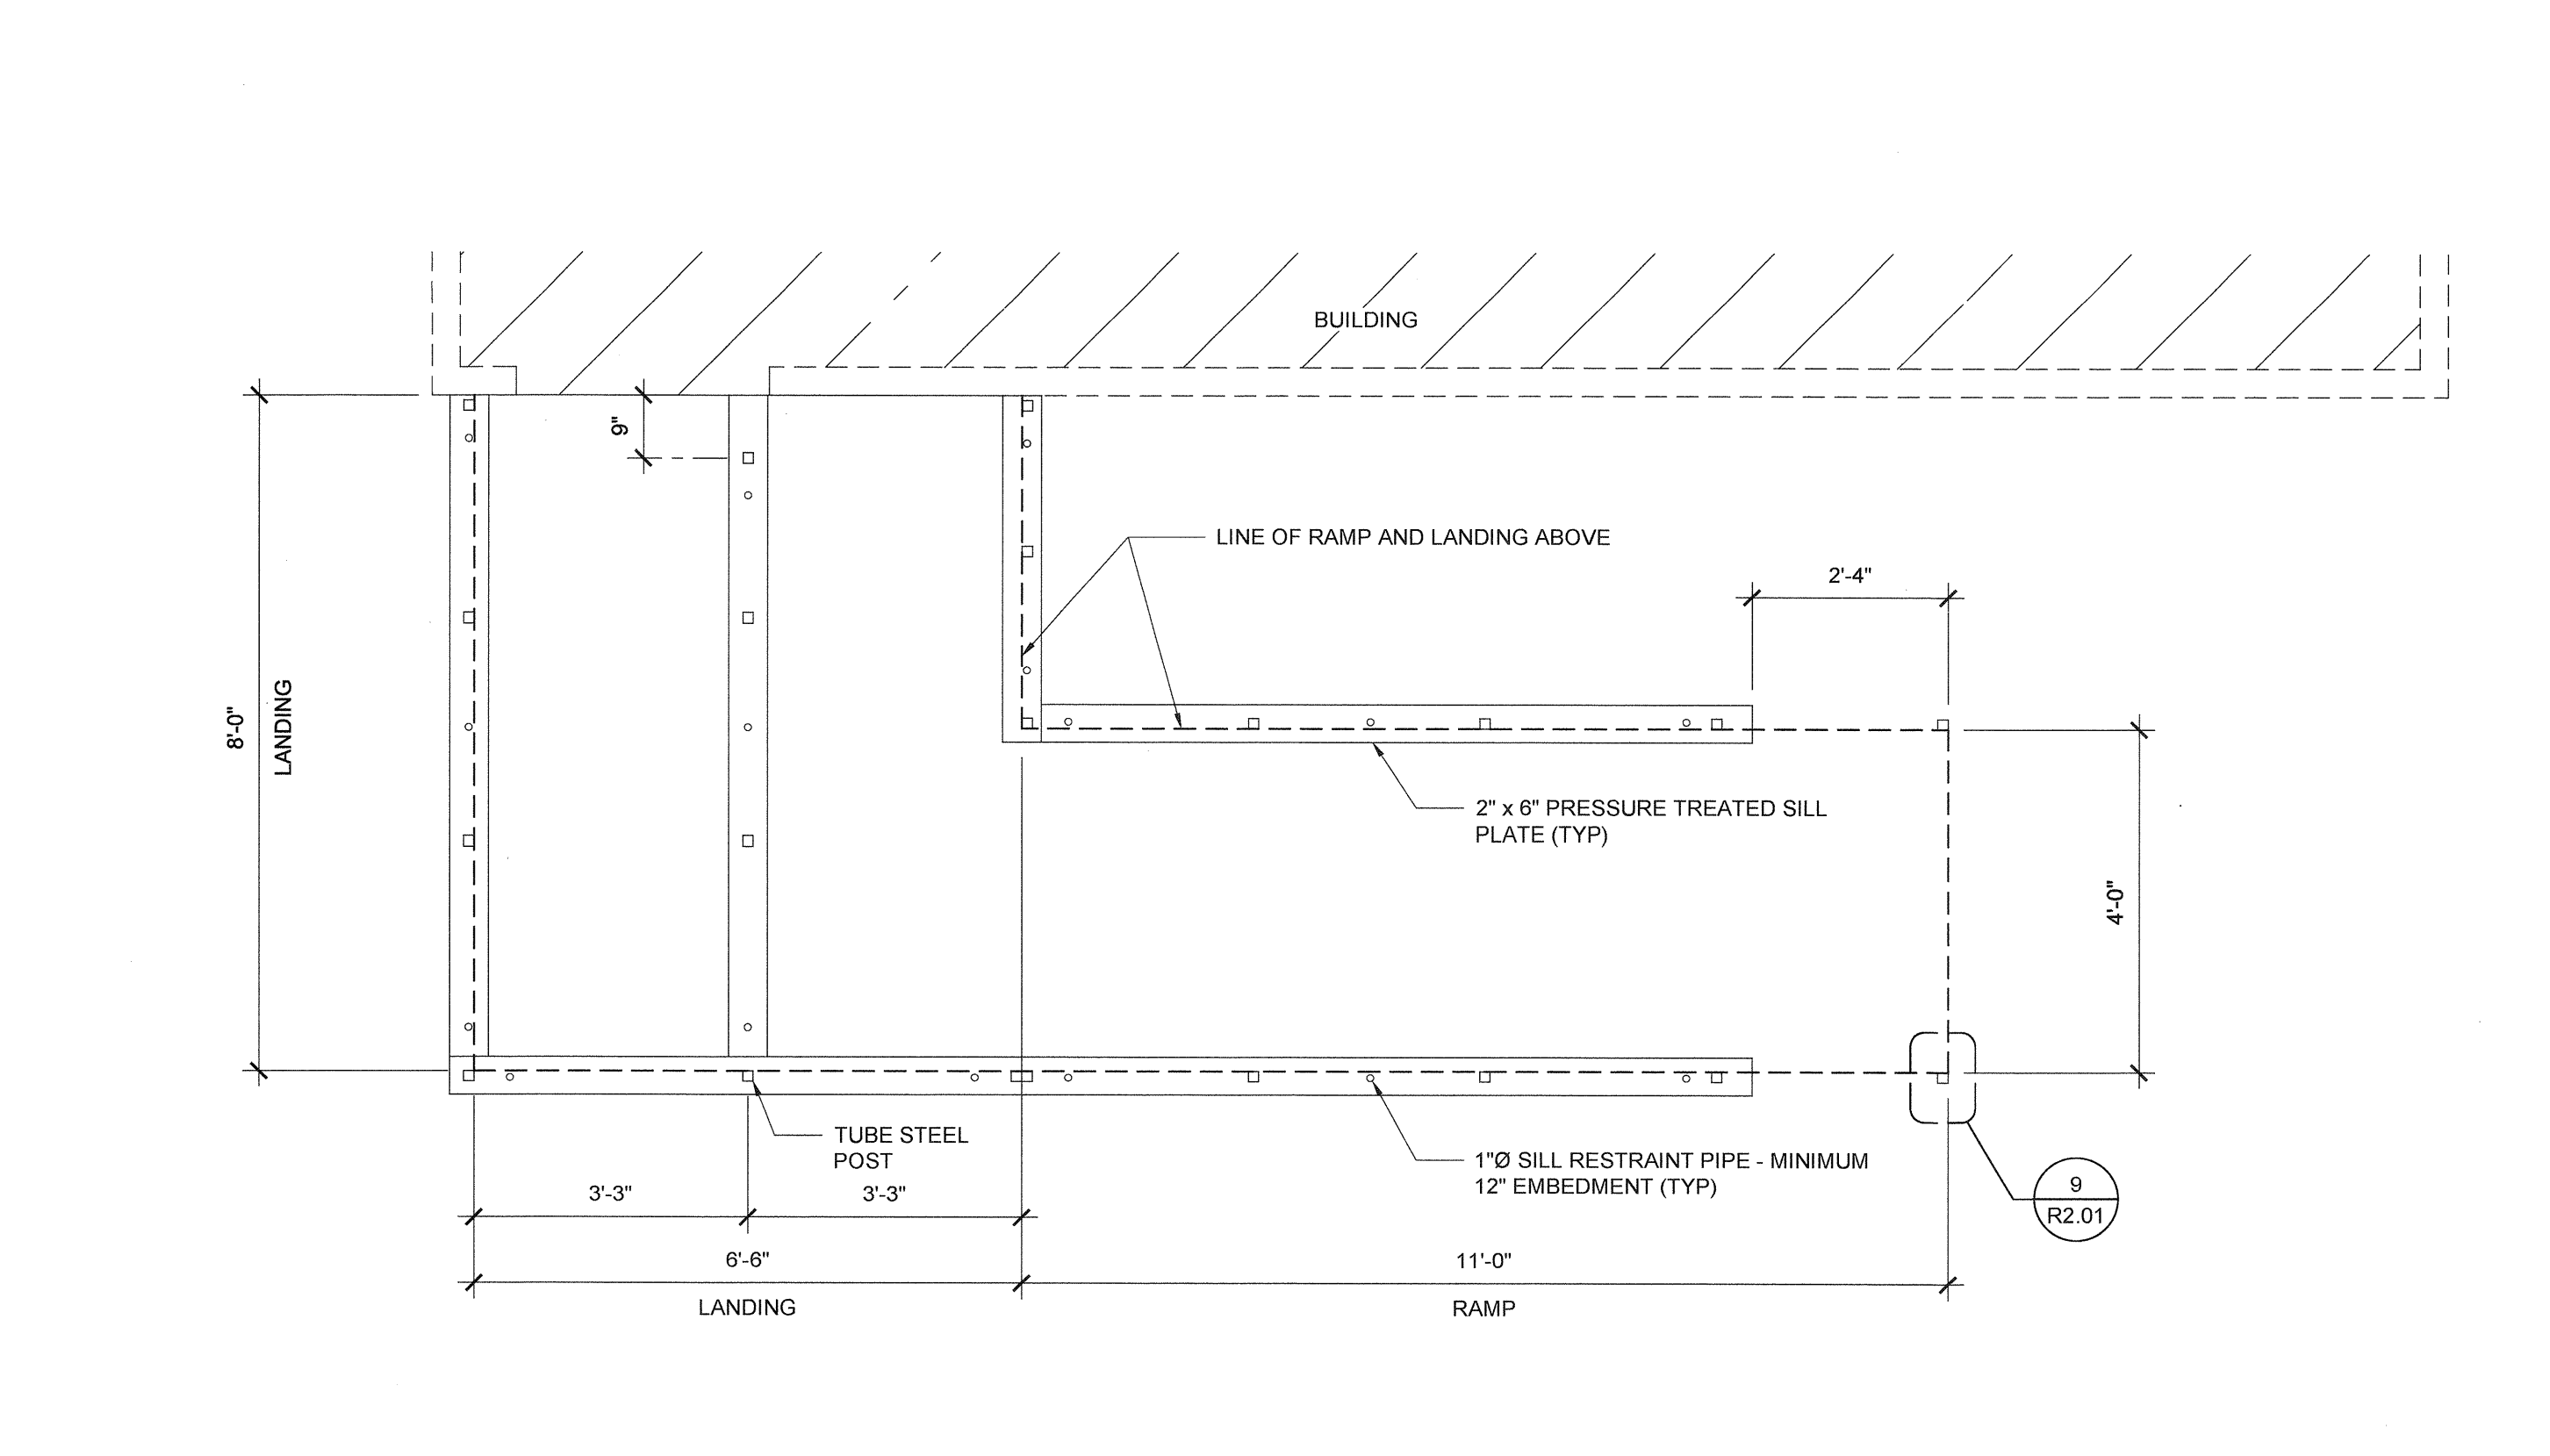 BUILDING
9"
LINE OF RAMP AND LANDING ABOVE
2'-4"
8'-0"
LANDING
2" x 6" PRESSURE TREATED SILL
PLATE (TYP)
4'-0"
TUBE STEEL
POST
1"Ø SILL RESTRAINT PIPE - MINIMUM
12" EMBEDMENT (TYP)
3'-3"
3'-3"
9
R2.01
6'-6"
11'-0"
LANDING
RAMP